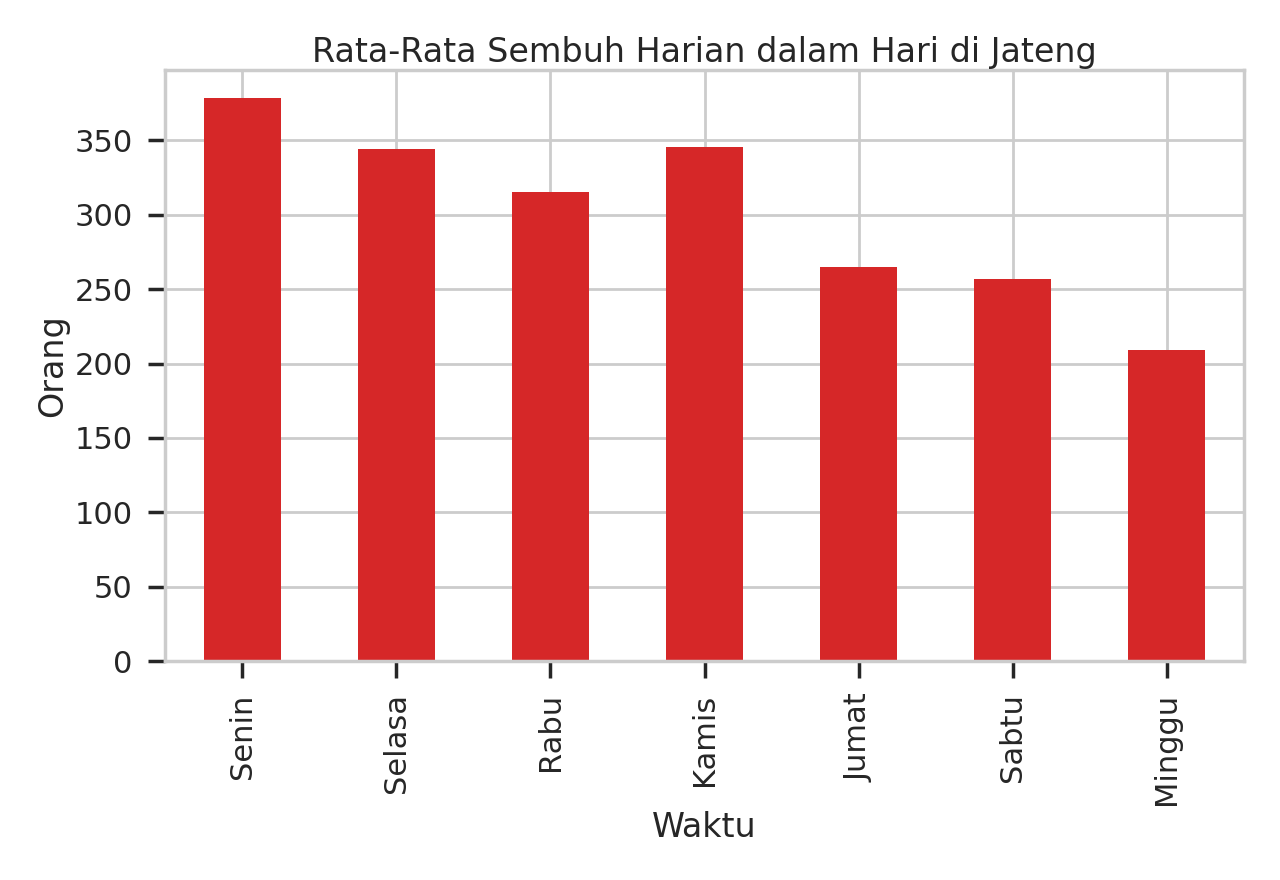 Rata-Rata Sembuh Harian dalam Hari di Jateng
Orang
350
300
250
200
150
100
50
0
Senin
Selasa
Rabu
Kamis
Jumat
Sabtu
Minggu
Waktu